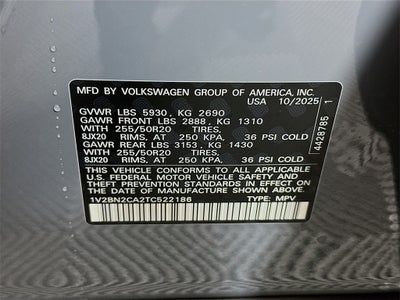 MFD BY VOLKSWAGEN GROUP OF AMERICA, INC.
USA 10/2025
GVWR LBS 5930, KG 2690
GAWR FRONT LBS 2888, KG 1310
WITH 255/50R20 TIRES,
8JX20 RIMS, AT 250 KPA, 36 PSI COLD
GAWR REAR LBS 3153, KG 1430
WITH 255/50R20 TIRES,
8JX20 RIMS, AT 250 KPA, 36 PSI COLD
THIS VEHICLE CONFORMS TO ALL APPLICABLE
FEDERAL MOTOR VEHICLE SAFETY STANDARDS IN
EFFECT ON THE DATE OF MANUFACTURE SHOWN ABOVE.
1V2BN2CA2TC522186 TYPE: MPV
4428785 1